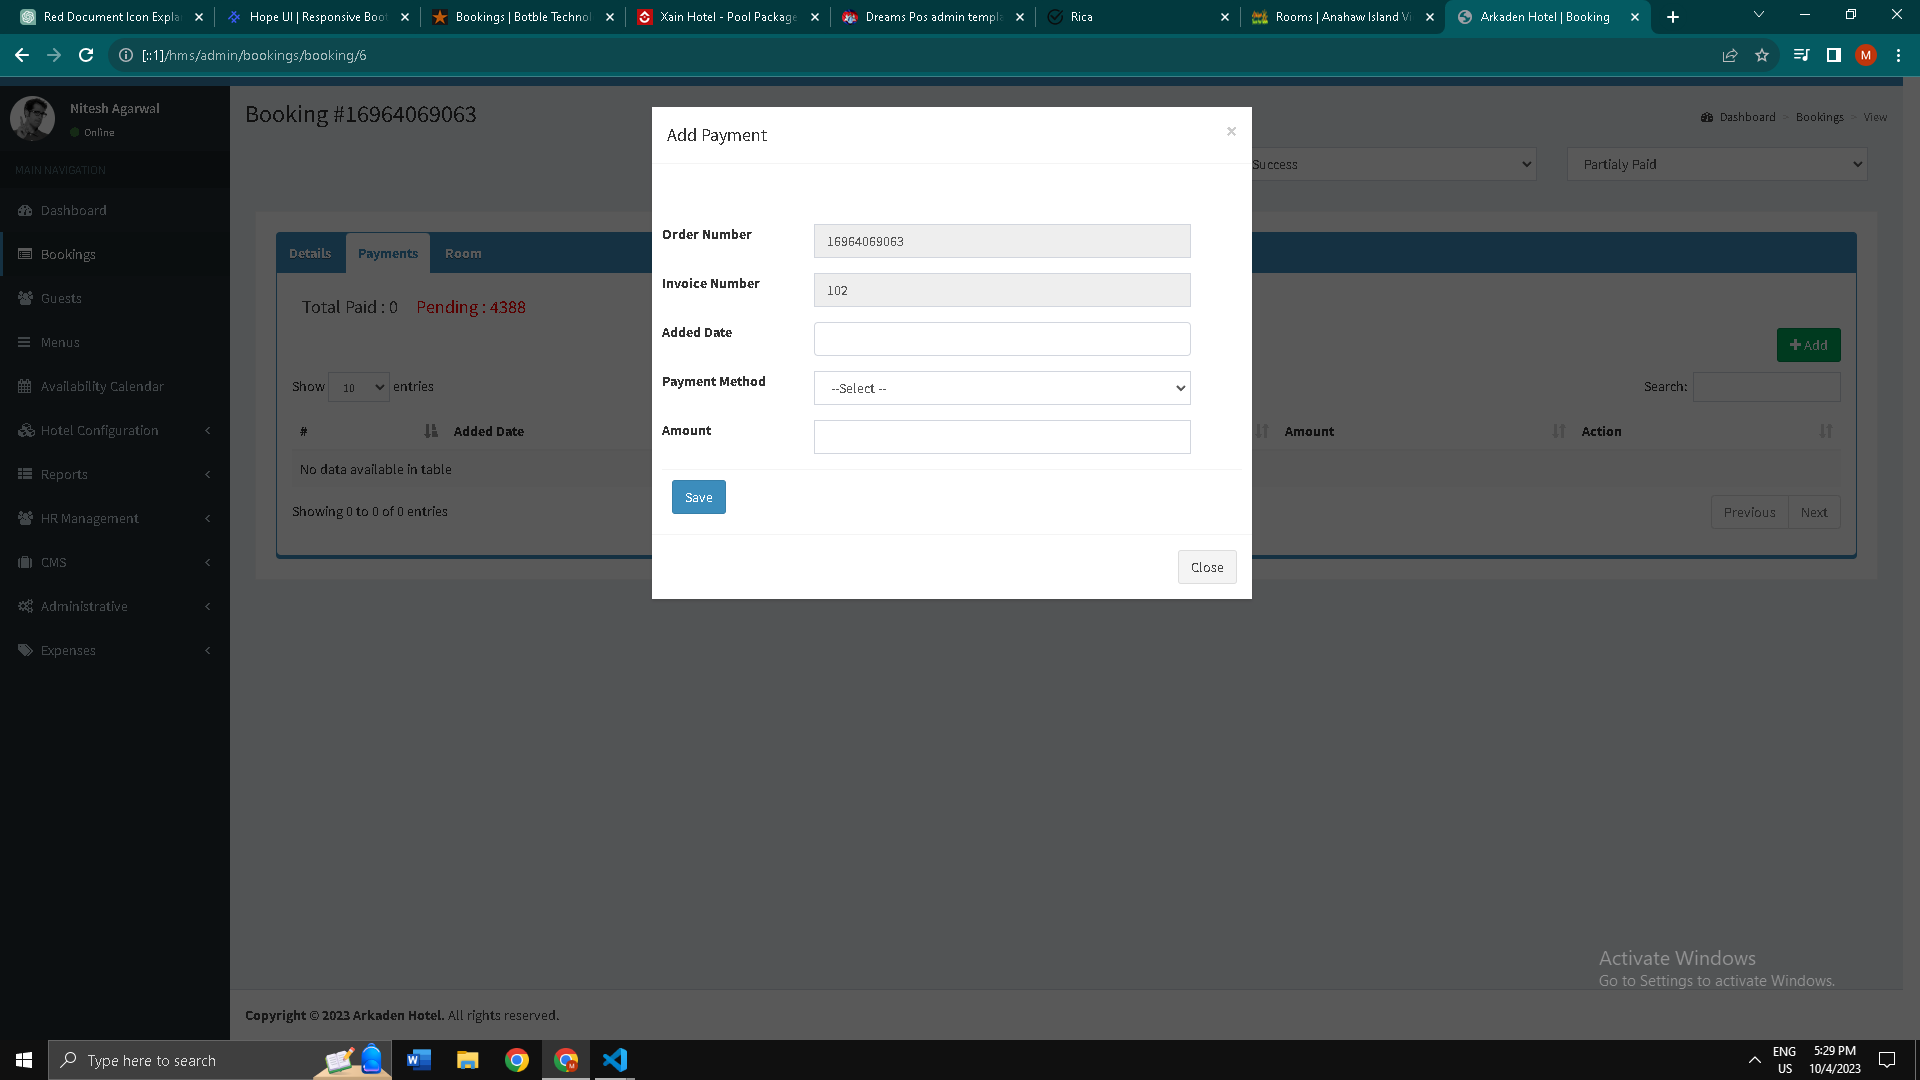 Red Document Icon Expla
Hope UI | Responsive Boot
Bookings | Botble Technol
Xain Hotel - Pool Package
Dreams Pos admin templa
Rica
Rooms | Anahaw Island Vi
Arkaden Hotel | Booking
[::1]/hms/admin/bookings/booking/6
M
Nitesh Agarwal
Online
MAIN NAVIGATION
Dashboard
Bookings
Guests
Menus
Availability Calendar
Hotel Configuration
Reports
HR Management
CMS
Administrative
Expenses
Booking #16964069063
Dashboard > Bookings > View
Success
Partialy Paid
Details
Payments
Room
Total Paid : 0 Pending : 4388
+ Add
Show 10 entries
Search:
# Added Date Amount Action
No data available in table
Showing 0 to 0 of 0 entries
Previous Next
Add Payment
×
Order Number 16964069063
Invoice Number 102
Added Date
Payment Method --Select --
Amount
Save
Close
Activate Windows
Go to Settings to activate Windows.
Copyright © 2023 Arkaden Hotel. All rights reserved.
Type here to search
ENG
US
5:29 PM
10/4/2023